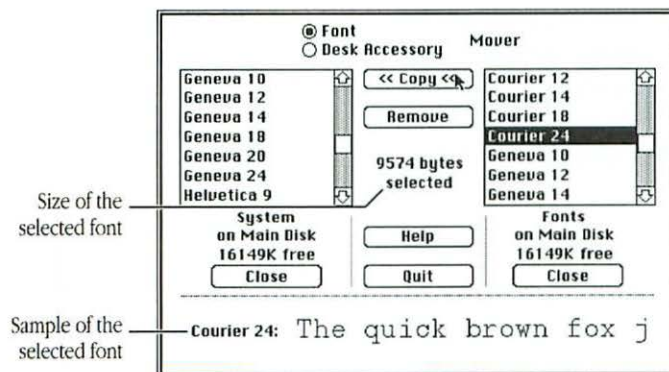 Font
Desk Accessory
Mover
Geneva 10
Geneva 12
Geneva 14
Geneva 18
Geneva 20
Geneva 24
Helvetica 9
<< Copy <<
Remove
9574 bytes
selected
Courier 12
Courier 14
Courier 18
Courier 24
Geneva 10
Geneva 12
Geneva 14
Size of the
selected font
System
on Main Disk
16149K free
Close
Help
Quit
Fonts
on Main Disk
16149K free
Close
Sample of the
selected font
Courier 24: The quick brown fox j